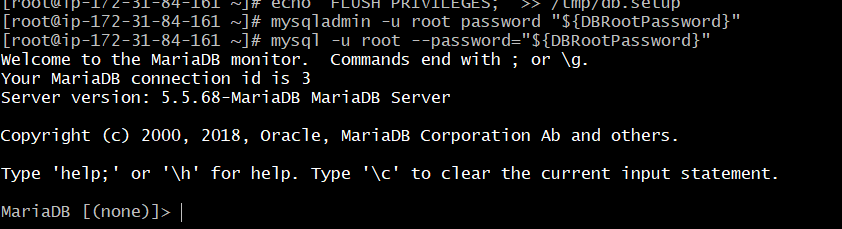 [root@ip-172-31-84-161 ~]# echo "FLUSH PRIVILEGES;" >> /tmp/db.setup
[root@ip-172-31-84-161 ~]# mysqladmin -u root password "${DBRootPassword}"
[root@ip-172-31-84-161 ~]# mysql -u root --password="${DBRootPassword}"
Welcome to the MariaDB monitor.  Commands end with ; or \g.
Your MariaDB connection id is 3
Server version: 5.5.68-MariaDB MariaDB Server
Copyright (c) 2000, 2018, Oracle, MariaDB Corporation Ab and others.
Type 'help;' or '\h' for help. Type '\c' to clear the current input statement.
MariaDB [(none)]>